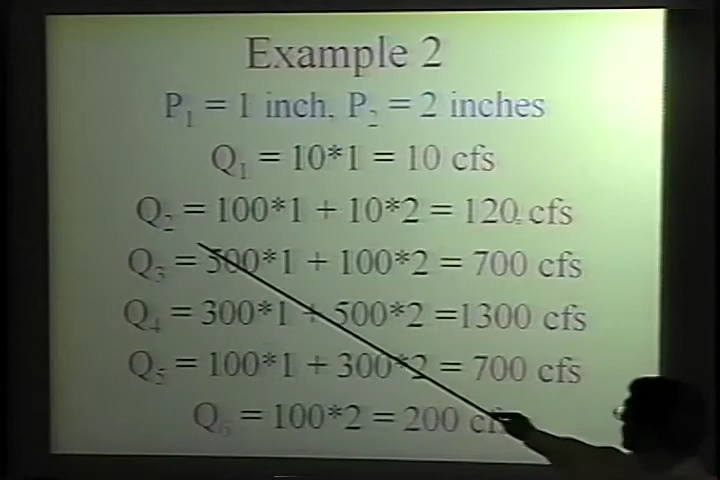 Example 2
P₁ = 1 inch, P₂ = 2 inches
Q₁ = 10*1 = 10 cfs
Q₂ = 100*1 + 10*2 = 120 cfs
Q₃ = 500*1 + 100*2 = 700 cfs
Q₄ = 300*1 + 500*2 =1300 cfs
Q₅ = 100*1 + 300*2 = 700 cfs
Q₆ = 100*2 = 200 cfs